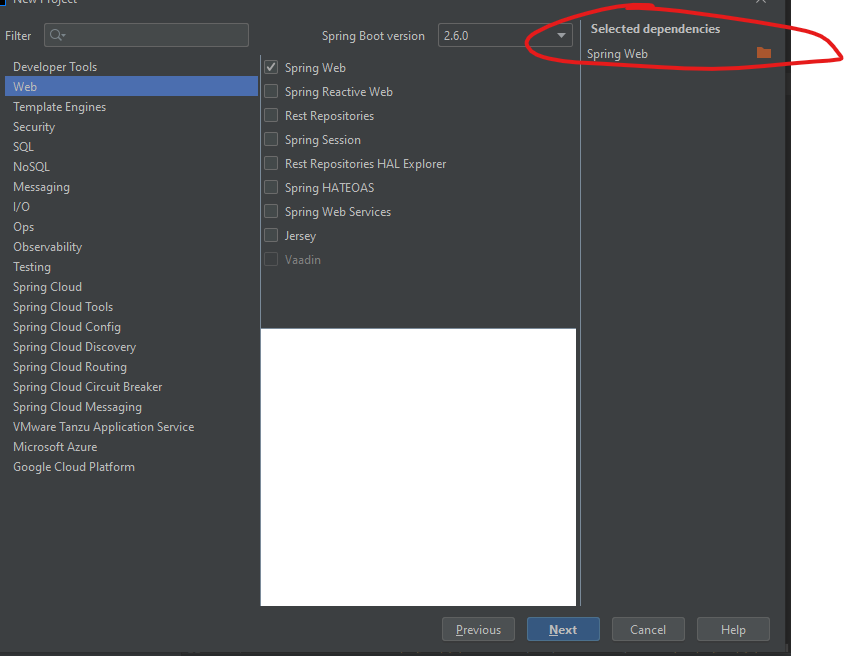 New Project
Filter
Spring Boot version 2.6.0
Selected dependencies
Spring Web
Developer Tools
Web
Template Engines
Security
SQL
NoSQL
Messaging
I/O
Ops
Observability
Testing
Spring Cloud
Spring Cloud Tools
Spring Cloud Config
Spring Cloud Discovery
Spring Cloud Routing
Spring Cloud Circuit Breaker
Spring Cloud Messaging
VMware Tanzu Application Service
Microsoft Azure
Google Cloud Platform
Spring Web
Spring Reactive Web
Rest Repositories
Spring Session
Rest Repositories HAL Explorer
Spring HATEOAS
Spring Web Services
Jersey
Vaadin
Previous
Next
Cancel
Help